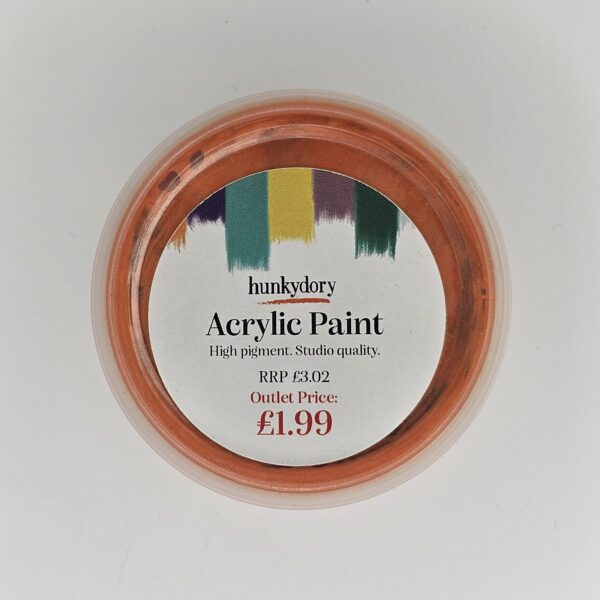 hunkydory
Acrylic Paint
High pigment. Studio quality.
RRP £3.02
Outlet Price:
£1.99